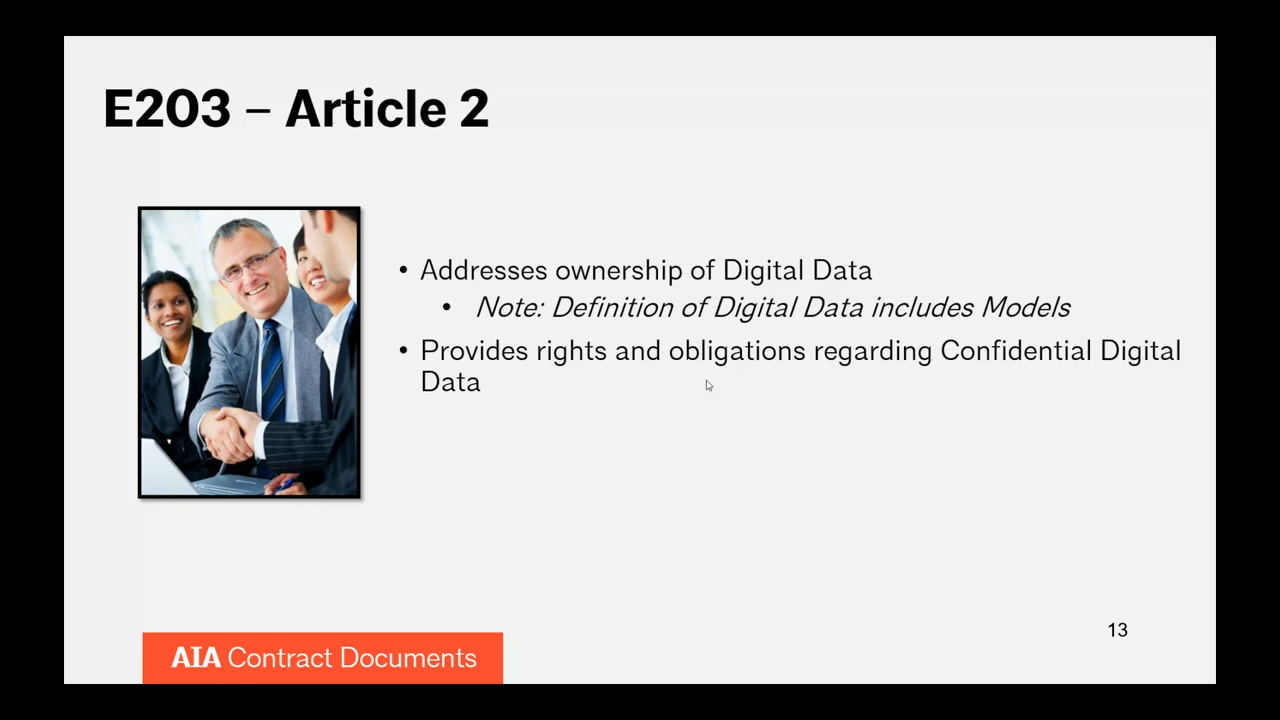 E203 – Article 2
• Addresses ownership of Digital Data
• Note: Definition of Digital Data includes Models
• Provides rights and obligations regarding Confidential Digital
Data
13
AIA Contract Documents